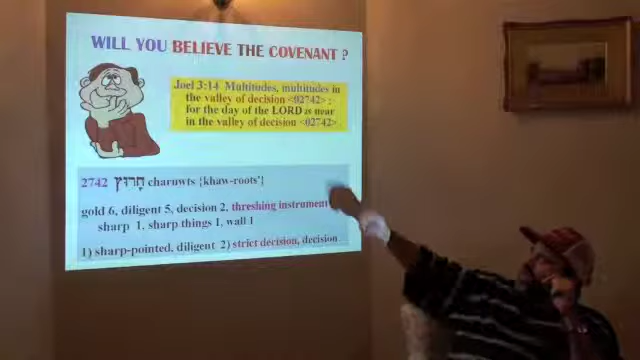 WILL YOU BELIEVE THE COVENANT ?
Joel 3:14 Multitudes, multitudes in
the valley of decision <02742> :
for the day of the LORD is near
in the valley of decision <02742>.
2742 חָרוּץ charuwts {khaw-roots'}
gold 6, diligent 5, decision 2, threshing instrument
sharp 1, sharp things 1, wall 1
1) sharp-pointed, diligent 2) strict decision, decision